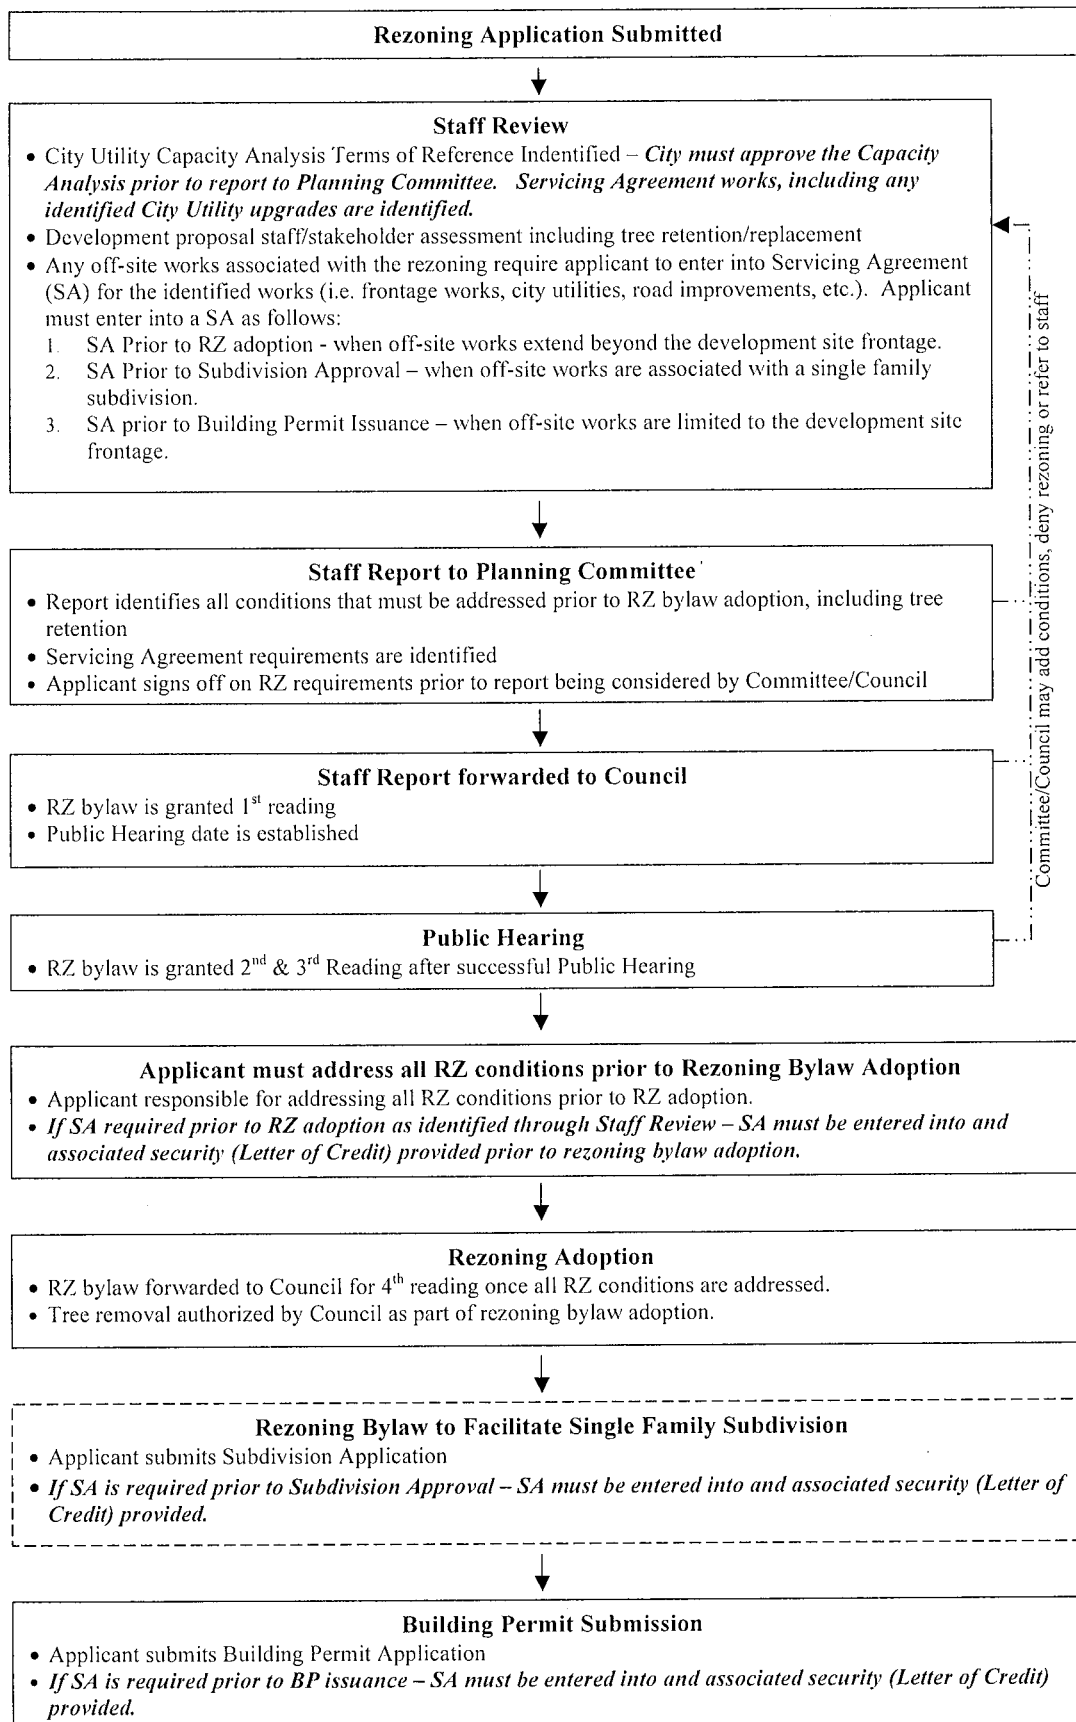 Rezoning Application Submitted
Staff Review
• City Utility Capacity Analysis Terms of Reference Indentified – City must approve the Capacity
Analysis prior to report to Planning Committee. Servicing Agreement works, including any
identified City Utility upgrades are identified.
• Development proposal staff/stakeholder assessment including tree retention/replacement
• Any off-site works associated with the rezoning require applicant to enter into Servicing Agreement
(SA) for the identified works (i.e. frontage works, city utilities, road improvements, etc.). Applicant
must enter into a SA as follows:
1. SA Prior to RZ adoption - when off-site works extend beyond the development site frontage.
2. SA Prior to Subdivision Approval – when off-site works are associated with a single family
subdivision.
3. SA prior to Building Permit Issuance – when off-site works are limited to the development site
frontage.
Staff Report to Planning Committee
• Report identifies all conditions that must be addressed prior to RZ bylaw adoption, including tree
retention
• Servicing Agreement requirements are identified
• Applicant signs off on RZ requirements prior to report being considered by Committee/Council
Staff Report forwarded to Council
• RZ bylaw is granted 1st reading
• Public Hearing date is established
Public Hearing
• RZ bylaw is granted 2nd & 3rd Reading after successful Public Hearing
Committee/Council may add conditions, deny rezoning or refer to staff
Applicant must address all RZ conditions prior to Rezoning Bylaw Adoption
• Applicant responsible for addressing all RZ conditions prior to RZ adoption.
• If SA required prior to RZ adoption as identified through Staff Review – SA must be entered into and
associated security (Letter of Credit) provided prior to rezoning bylaw adoption.
Rezoning Adoption
• RZ bylaw forwarded to Council for 4th reading once all RZ conditions are addressed.
• Tree removal authorized by Council as part of rezoning bylaw adoption.
Rezoning Bylaw to Facilitate Single Family Subdivision
• Applicant submits Subdivision Application
• If SA is required prior to Subdivision Approval – SA must be entered into and associated security (Letter of
Credit) provided.
Building Permit Submission
• Applicant submits Building Permit Application
• If SA is required prior to BP issuance – SA must be entered into and associated security (Letter of Credit)
provided.